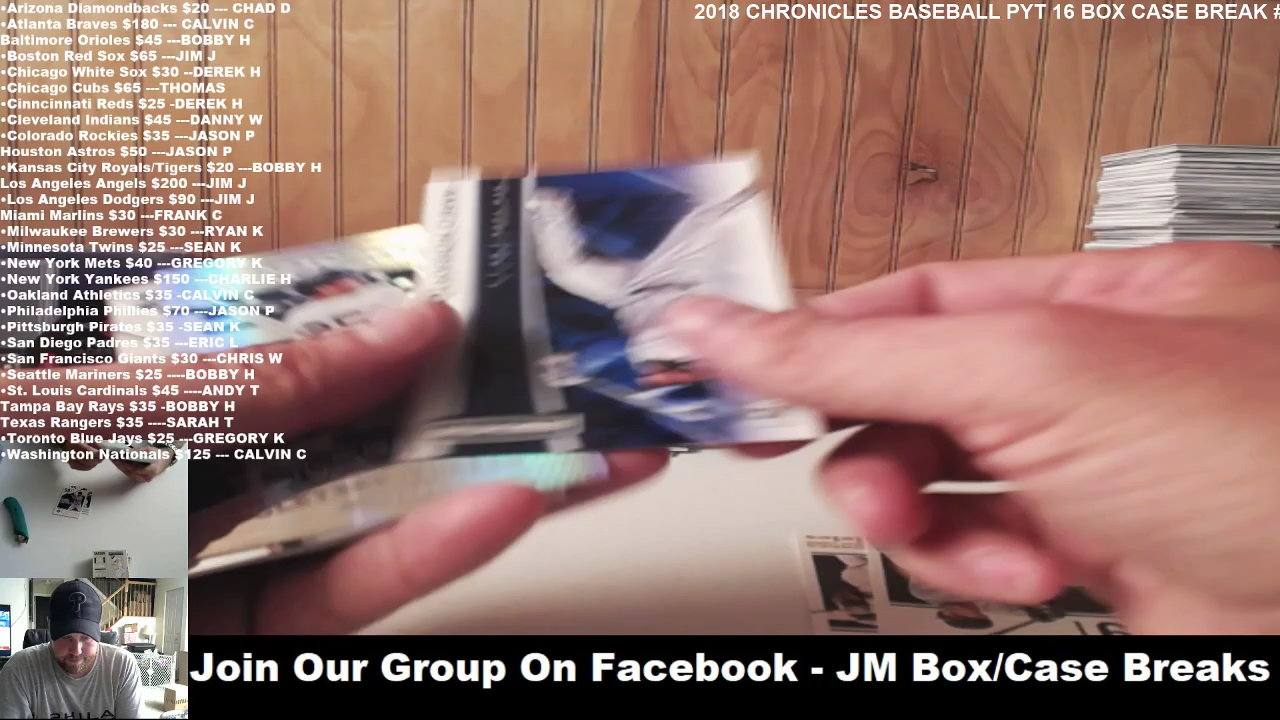 •Arizona Diamondbacks $20 --- CHAD D
•Atlanta Braves $180 --- CALVIN C
Baltimore Orioles $45 ---BOBBY H
•Boston Red Sox $65 ---JIM J
•Chicago White Sox $30 --DEREK H
•Chicago Cubs $65 ---THOMAS
•Cinncinnati Reds $25 -DEREK H
•Cleveland Indians $45 ---DANNY W
•Colorado Rockies $35 ---JASON P
Houston Astros $50 ---JASON P
•Kansas City Royals/Tigers $20 ---BOBBY H
Los Angeles Angels $200 ---JIM J
•Los Angeles Dodgers $90 ---JIM J
Miami Marlins $30 ---FRANK C
•Milwaukee Brewers $30 ---RYAN K
•Minnesota Twins $25 ---SEAN K
•New York Mets $40 ---GREGORY K
•New York Yankees $150 ---CHARLIE H
•Oakland Athletics $35 -CALVIN C
•Philadelphia Phillies $70 ---JASON P
•Pittsburgh Pirates $35 -SEAN K
•San Diego Padres $35 ---ERIC L
•San Francisco Giants $30 ---CHRIS W
•Seattle Mariners $25 ----BOBBY H
•St. Louis Cardinals $45 ----ANDY T
Tampa Bay Rays $35 -BOBBY H
Texas Rangers $35 ----SARAH T
•Toronto Blue Jays $25 ---GREGORY K
•Washington Nationals $125 --- CALVIN C
2018 CHRONICLES BASEBALL PYT 16 BOX CASE BREAK #
P
Join Our Group On Facebook - JM Box/Case Breaks